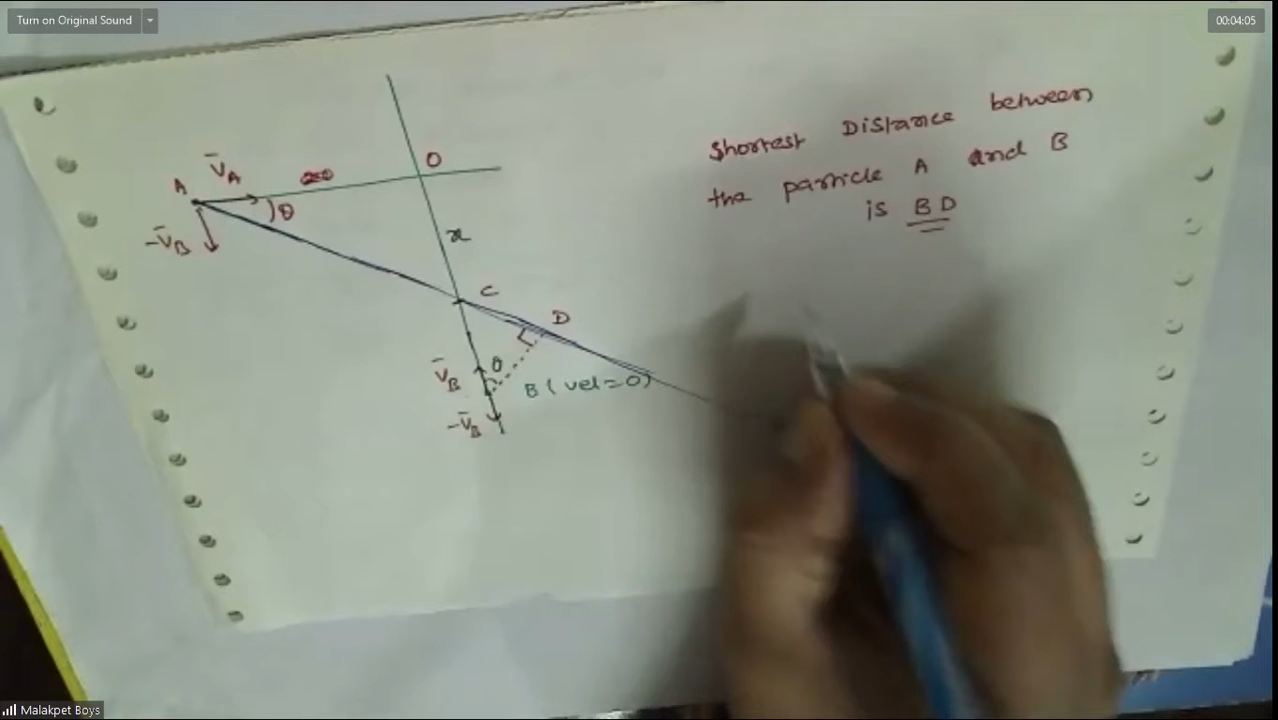 Turn on Original Sound
00:04:05
Shortest Distance between
the particle A and B
is BD
A
V̄A
O
θ
-V̄B
x
C
D
V̄B
θ
B (vel=0)
-V̄B
Malakpet Boys